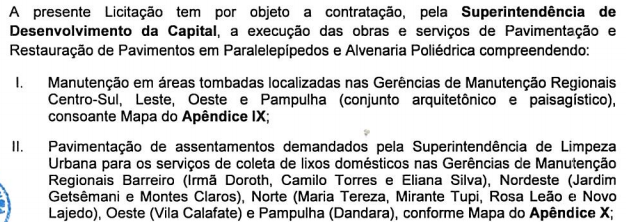 A presente Licitação tem por objeto a contratação, pela Superintendência de
Desenvolvimento da Capital, a execução das obras e serviços de Pavimentação e
Restauração de Pavimentos em Paralelepípedos e Alvenaria Poliédrica compreendendo:
I. Manutenção em áreas tombadas localizadas nas Gerências de Manutenção Regionais
Centro-Sul, Leste, Oeste e Pampulha (conjunto arquitetônico e paisagístico),
consoante Mapa do Apêndice IX;
II. Pavimentação de assentamentos demandados pela Superintendência de Limpeza
Urbana para os serviços de coleta de lixos domésticos nas Gerências de Manutenção
Regionais Barreiro (Irmã Doroth, Camilo Torres e Eliana Silva), Nordeste (Jardim
Getsêmani e Montes Claros), Norte (Maria Tereza, Mirante Tupi, Rosa Leão e Novo
Lajedo), Oeste (Vila Calafate) e Pampulha (Dandara), conforme Mapa do Apêndice X;